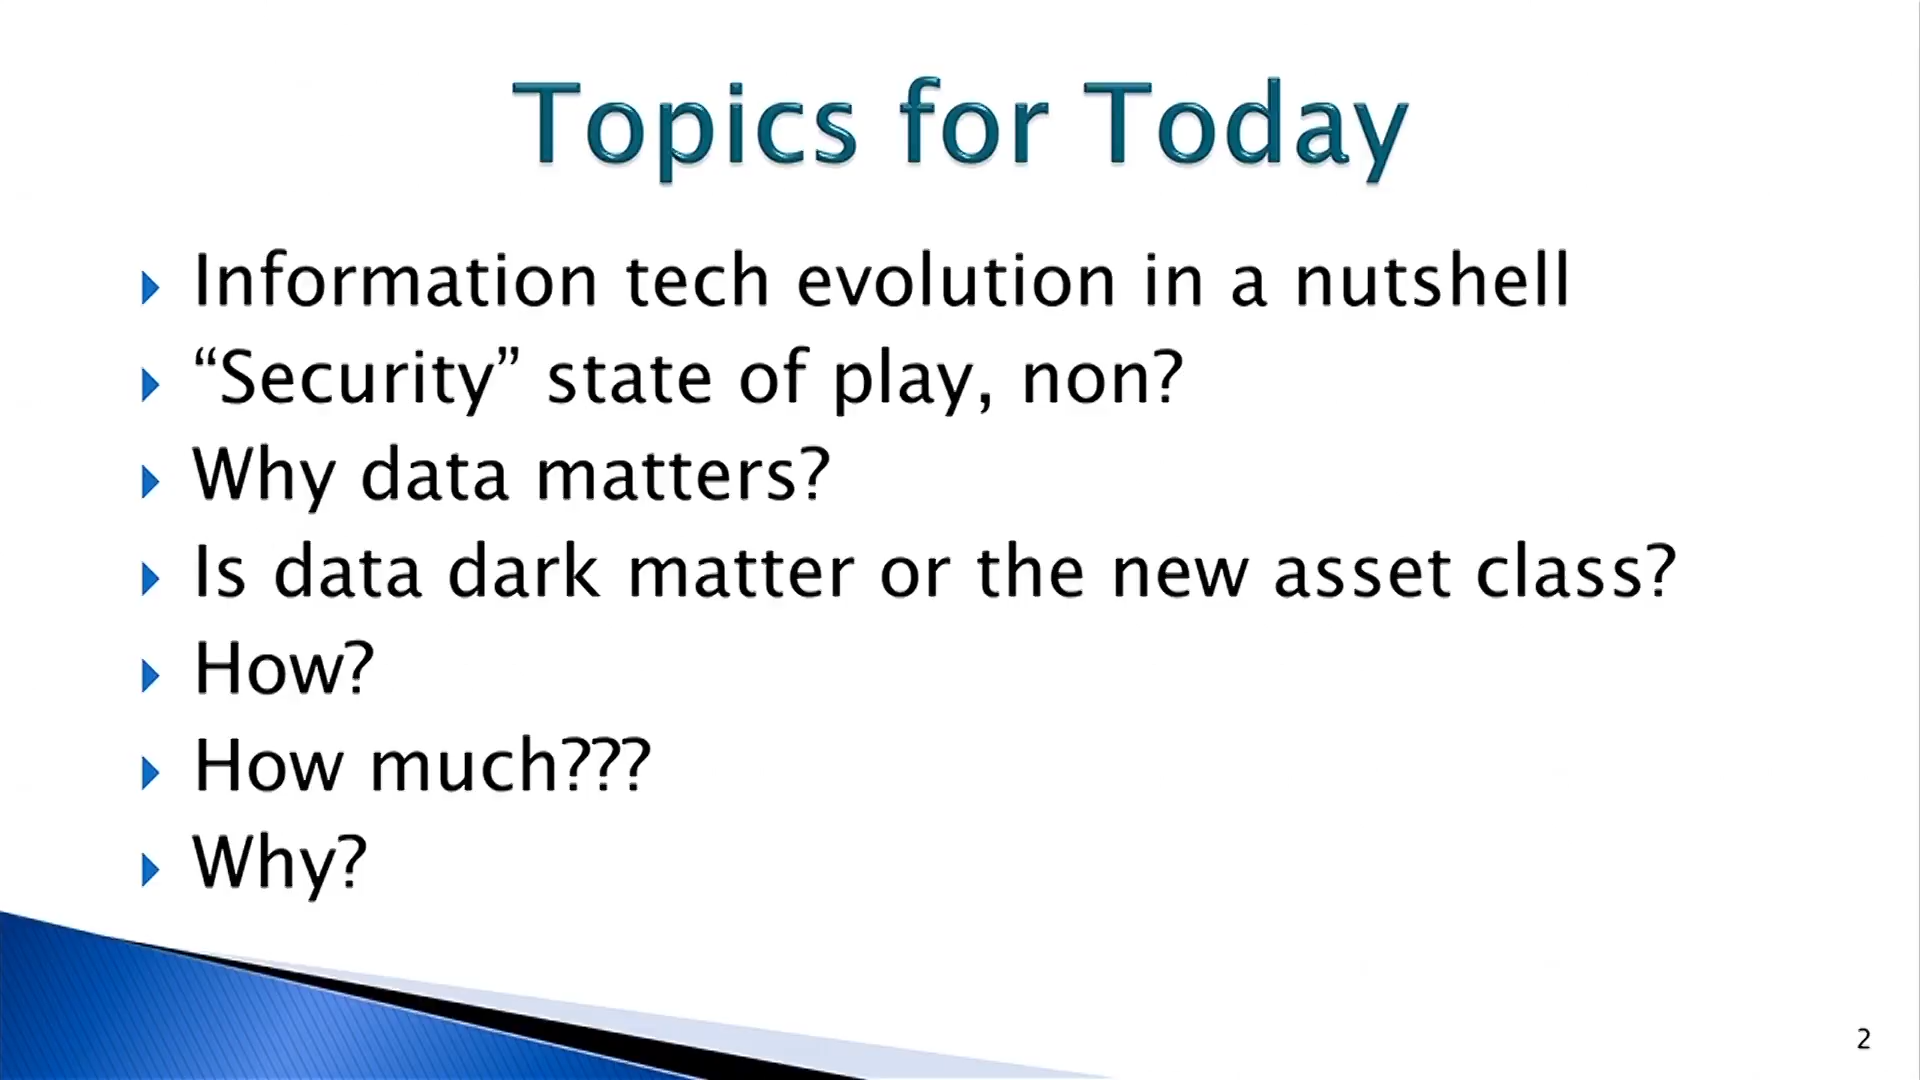 Topics for Today
Information tech evolution in a nutshell
“Security” state of play, non?
Why data matters?
Is data dark matter or the new asset class?
How?
How much???
Why?
2